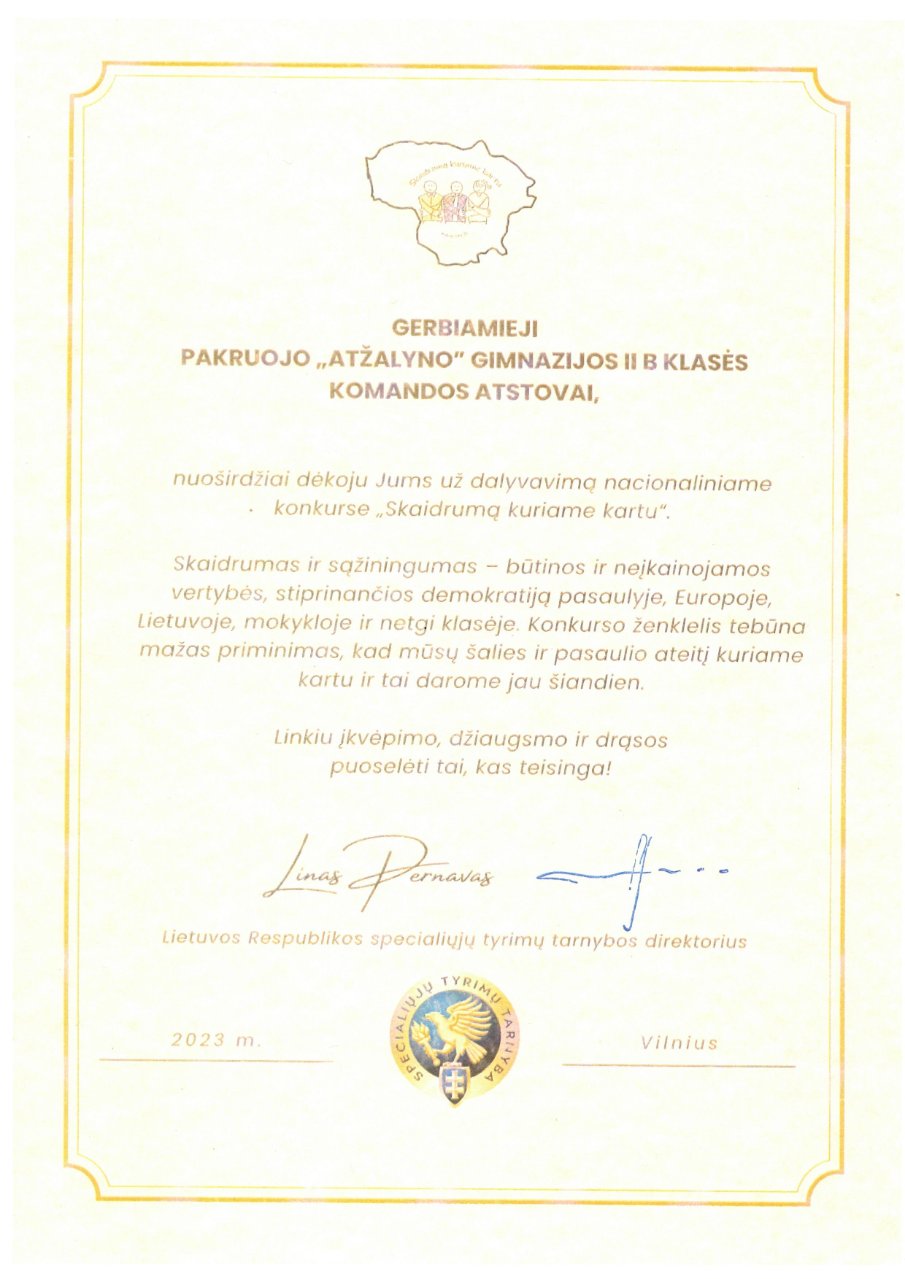 Skaidrumą kuriame kartu
GERBIAMIEJI
PAKRUOJO „ATŽALYNO” GIMNAZIJOS II B KLASĖS
KOMANDOS ATSTOVAI,
nuoširdžiai dėkoju Jums už dalyvavimą nacionaliniame
konkurse „Skaidrumą kuriame kartu“.
Skaidrumas ir sąžiningumas – būtinos ir neįkainojamos
vertybės, stiprinančios demokratiją pasaulyje, Europoje,
Lietuvoje, mokykloje ir netgi klasėje. Konkurso ženklelis tebūna
mažas priminimas, kad mūsų šalies ir pasaulio ateitį kuriame
kartu ir tai darome jau šiandien.
Linkiu įkvėpimo, džiaugsmo ir drąsos
puoselėti tai, kas teisinga!
Linas Pernavas
Lietuvos Respublikos specialiųjų tyrimų tarnybos direktorius
SPECIALIŲJŲ TYRIMŲ TARNYBA
2023 m.
Vilnius